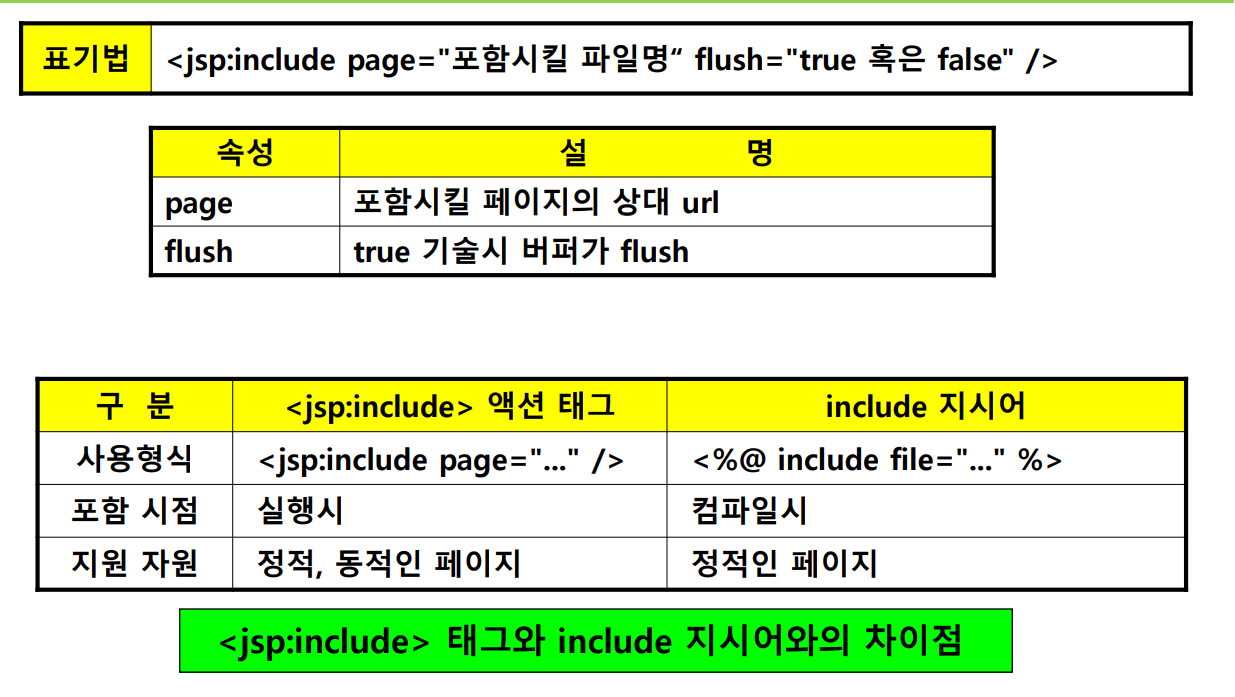 표기법 <jsp:include page="포함시킬 파일명“ flush="true 혹은 false" />
속성 설 명
page 포함시킬 페이지의 상대 url
flush true 기술시 버퍼가 flush
구 분 <jsp:include> 액션 태그 include 지시어
사용형식 <jsp:include page="..." /> <%@ include file="..." %>
포함 시점 실행시 컴파일시
지원 자원 정적, 동적인 페이지 정적인 페이지
<jsp:include> 태그와 include 지시어와의 차이점